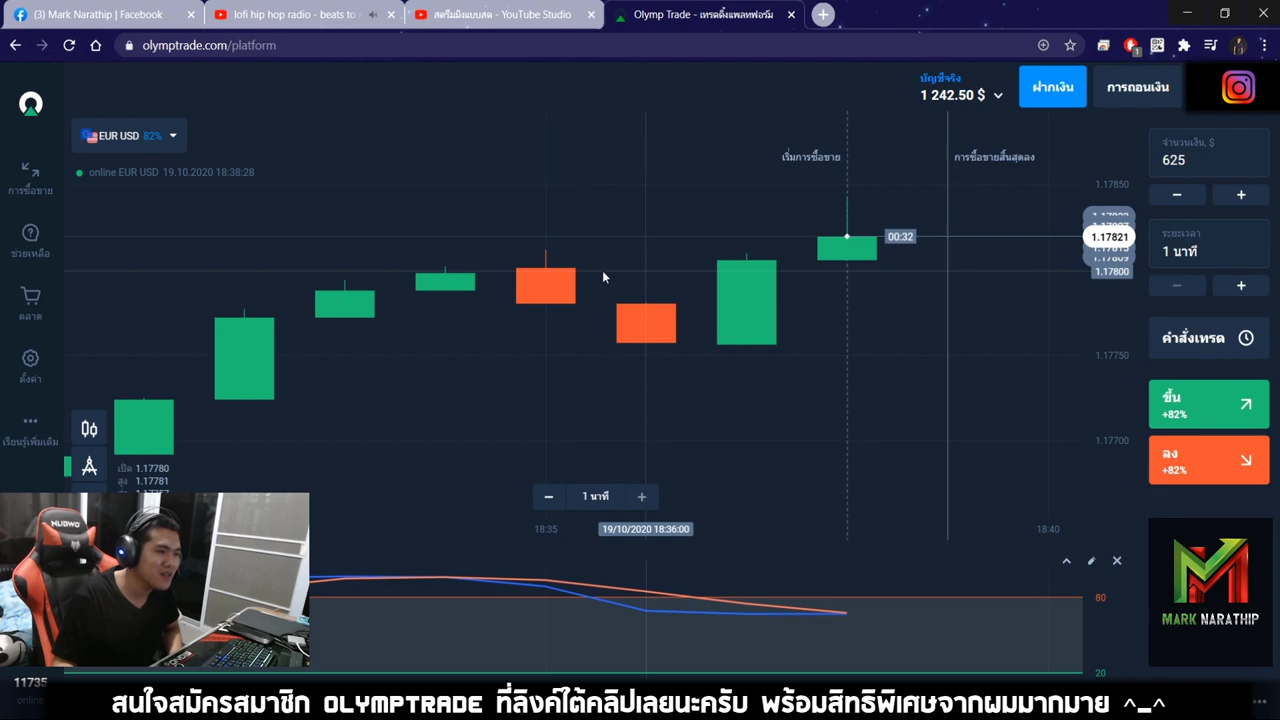 (3) Mark Narathip | Facebook
lofi hip hop radio - beats to
สตรีมมิงแบบสด - YouTube Studio
Olymp Trade - เทรดดิ้งแพลทฟอร์ม
olymptrade.com/platform
1
บัญชีจริง
1 242.50 $
ฝากเงิน
การถอนเงิน
EUR USD 82%
online EUR USD 19.10.2020 18:38:28
เริ่มการซื้อขาย
การซื้อขายสิ้นสุดลง
จำนวนเงิน, $
625
การซื้อขาย
1.17850
00:32
1.17821
1.17809
1.17800
ระยะเวลา
1 นาที
ช่วยเหลือ
ตลาด
คำสั่งเทรด
1.17750
ตั้งค่า
ขึ้น
+82%
1.17700
เรียนรู้เพิ่มเติม
ลง
+82%
เปิด 1.17780
สูง 1.17781
1 นาที
18:35
19/10/2020 18:36:00
18:40
NUBWO
80
MARK NARATHIP
20
11735
online
สนใจสมัครสมาชิก OLYMPTRADE ที่ลิงค์ใต้คลิปเลยนะครับ พร้อมสิทธิพิเศษจากผมมากมาย ^_^